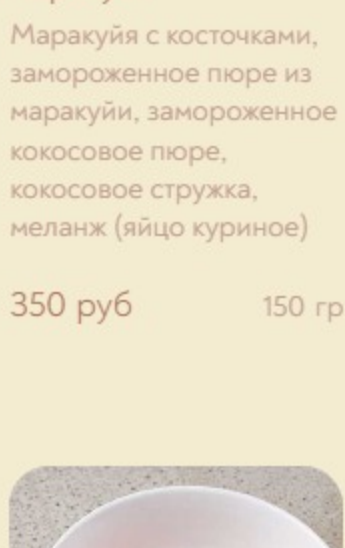 Маракуйя с косточками,
замороженное пюре из
маракуйи, замороженное
кокосовое пюре,
кокосовое стружка,
меланж (яйцо куриное)
350 руб 150 гр